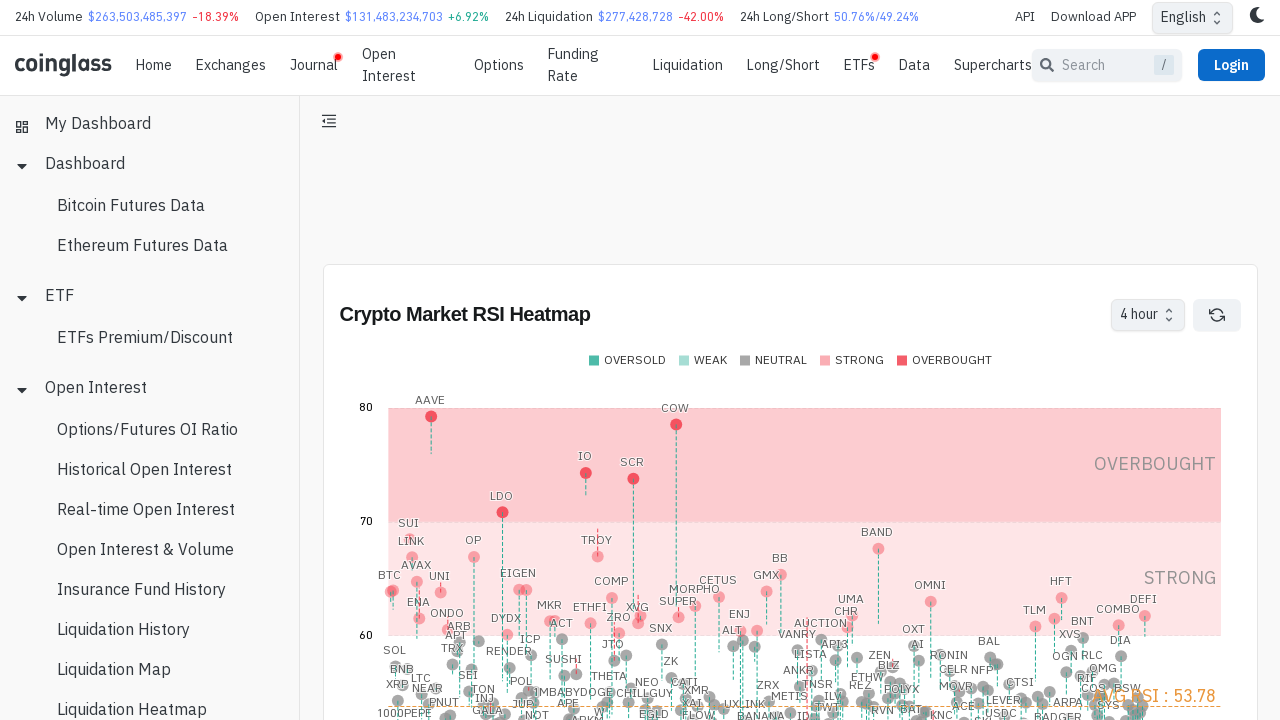 24h Volume $263,503,485,397 -18.39% Open Interest $131,483,234,703 +6.92% 24h Liquidation $277,428,728 -42.00% 24h Long/Short 50.76%/49.24% API Download APP English
coinglass Home Exchanges Journal Open Interest Options Funding Rate Liquidation Long/Short ETFs Data Supercharts Search / Login
My Dashboard
Dashboard
Bitcoin Futures Data
Ethereum Futures Data
ETF
ETFs Premium/Discount
Open Interest
Options/Futures OI Ratio
Historical Open Interest
Real-time Open Interest
Open Interest & Volume
Insurance Fund History
Liquidation History
Liquidation Map
Liquidation Heatmap
Crypto Market RSI Heatmap 4 hour
OVERSOLD WEAK NEUTRAL STRONG OVERBOUGHT
80
AAVE COW
IO SCR
OVERBOUGHT
LDO
70
SUI
LINK OP TROY BAND
AVAX
BTC UNI EIGEN COMP CETUS BB GMX STRONG
MORPHO OMNI HFT
ENA ONDO MKR ETHFI XVG SUPER UMA DEFI
ARB DYDX ACT ZRO ENJ CHR TLM COMBO
AUCTION BNT
60
APT ICP SNX ALT VANRY OXT XVS DIA
SOL TRX RENDER JTO API3 AI BAL
SUSHI ZK ZEN RONIN OGN RLC
BNB SEI THETA ANKR BLZ CELR NFP OMG
XRP LTC POL NEO CATI ZRX ETHW MOVR CTSI RIF
NEAR TON 1MBABYDOGE CHILLGUY XMR METIS REZ POLYX COS BSW
AVG RSI : 53.78
PNUT INJ JUP APE XAI ILV ACE LEVER ARPA SYS
1000PEPE GALA NOT EGLD FLOW BANANA TWT RVN BAT KNC USDC BADGER